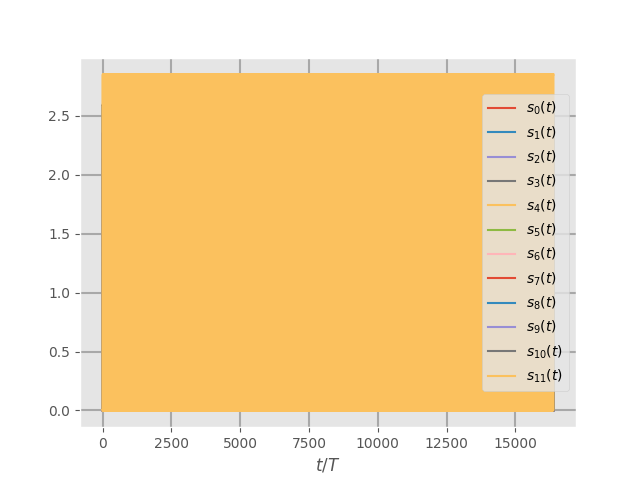 2.5
2.0
1.5
1.0
0.5
0.0
0 2500 5000 7500 10000 12500 15000
t/T
s₀(t)
s₁(t)
s₂(t)
s₃(t)
s₄(t)
s₅(t)
s₆(t)
s₇(t)
s₈(t)
s₉(t)
s₁₀(t)
s₁₁(t)